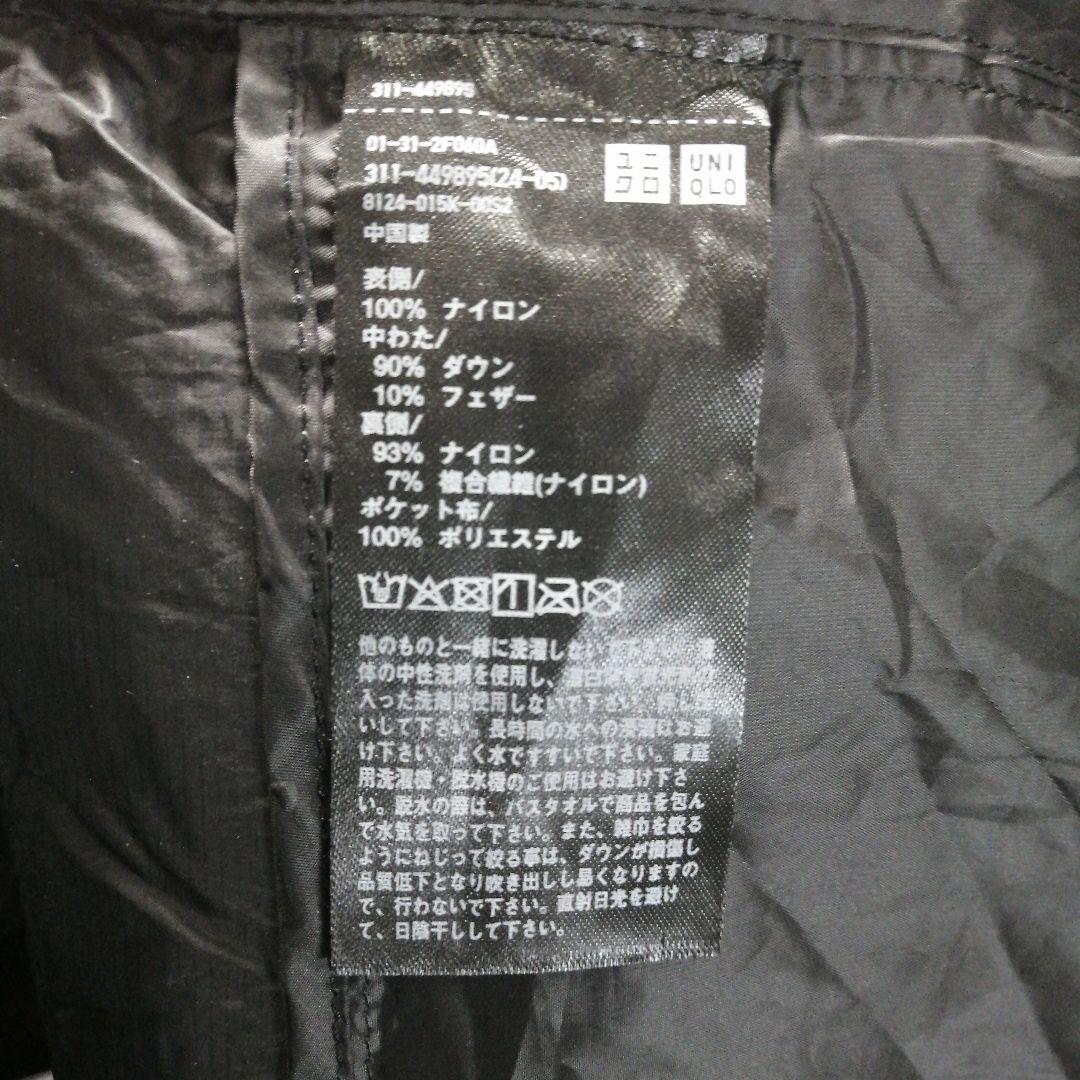 311-449895
01-31-2F060A
311-449895(24-05)
8124-015K-00S2
中国製
ユニ
クロ
UNI
QLO
表側/
100% ナイロン
中わた/
90% ダウン
10% フェザー
裏側/
93% ナイロン
7% 複合繊維(ナイロン)
ポケット布/
100% ポリエステル
他のものと一緒に洗濯しない
体の中性洗剤を使用し、
入った洗剤は使用しないで下さい。
いして下さい。長時間の水への浸漬はお避
け下さい。よく水ですすいで下さい。家庭
用洗濯機・脱水機のご使用はお避け下さ
い。脱水の際は、バスタオルで商品を包ん
で水気を取って下さい。また、雑巾を絞る
ようにねじって絞る事は、ダウンが損傷し
品質低下となり吹き出しし易くなりますの
で、行わないで下さい。直射日光を避け
て、日陰干しして下さい。